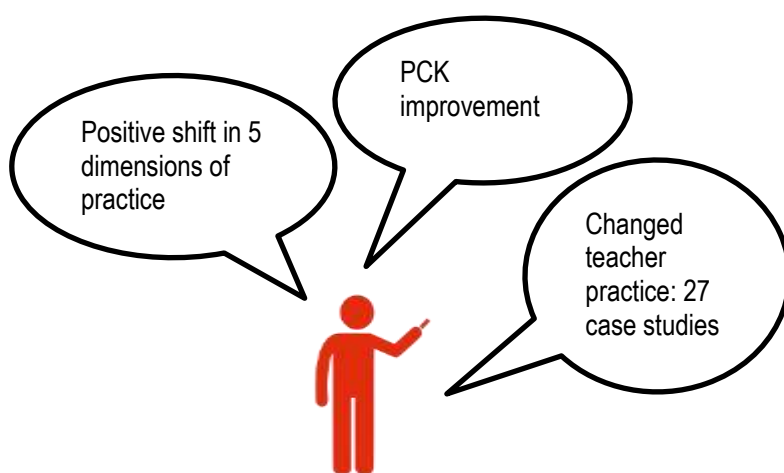 Positive shift in 5
dimensions of
practice
PCK
improvement
Changed
teacher
practice: 27
case studies